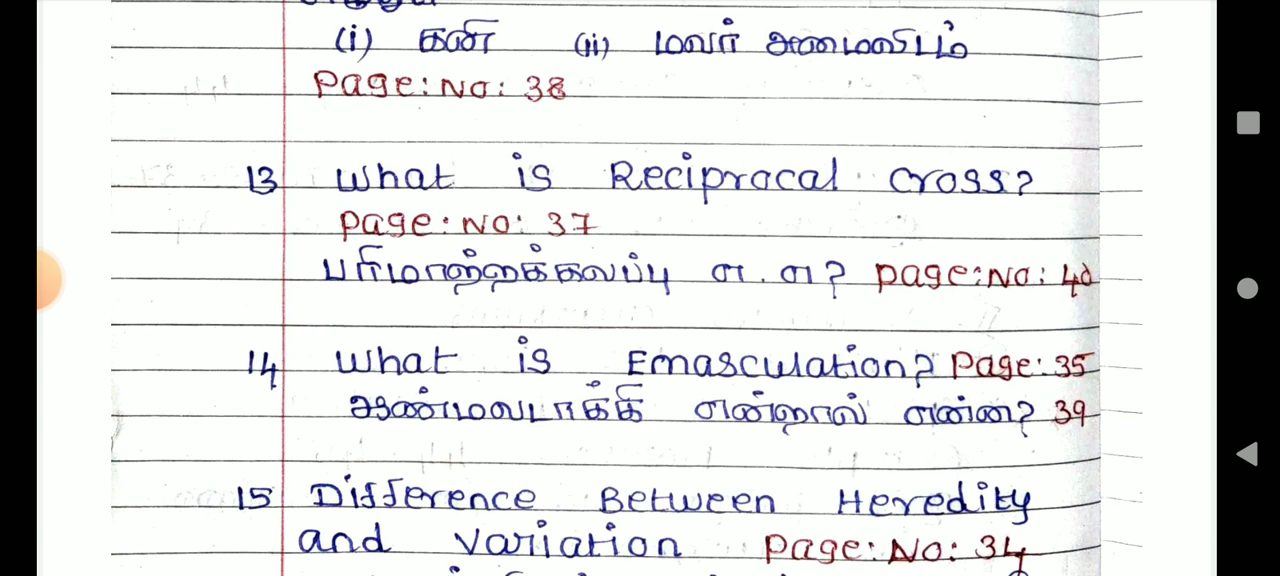 (i) கனி (ii) மலர் அமைவிடம்
Page: No: 38
13 What is Reciprocal cross?
Page: No: 37
பரிமாற்றக்கலப்பு எ.எ? Page: No: 40
14 What is Emasculation? Page: 35
ஆண்மலடாக்கி என்றால் என்ன? 39
15 Difference Between Heredity
and variation Page: No: 34